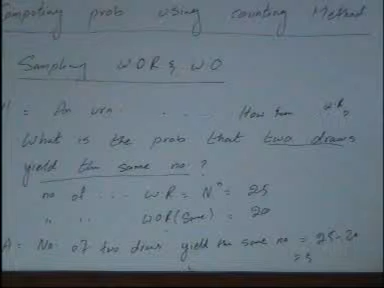 Computing prob using counting Method
Sampling WOR & WO
= An urn . . . . . How
What is the prob that two draws
yield the same no. ?
no of . . . . WR = Nⁿ = 25
" " WOR (Same) = 20
A = No. of two draws yield the same no = 25-20
= 5